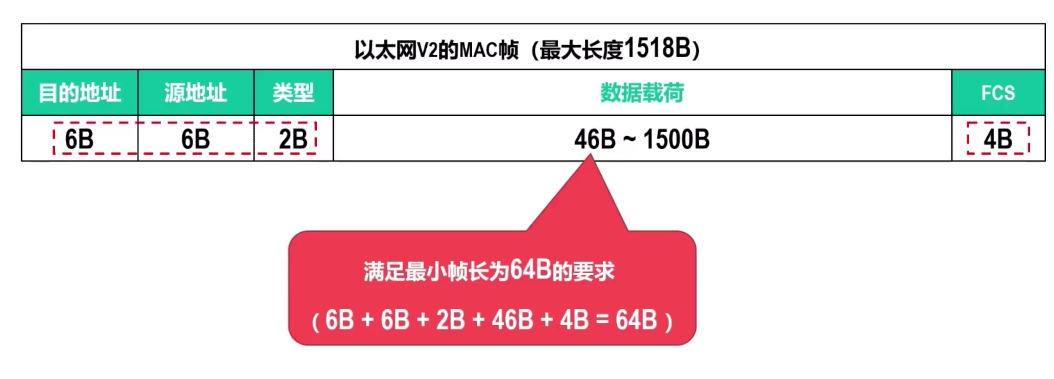 以太网V2的MAC帧（最大长度1518B）
目的地址 源地址 类型 数据载荷 FCS
6B 6B 2B 46B ~ 1500B 4B
满足最小帧长为64B的要求
（6B + 6B + 2B + 46B + 4B = 64B）